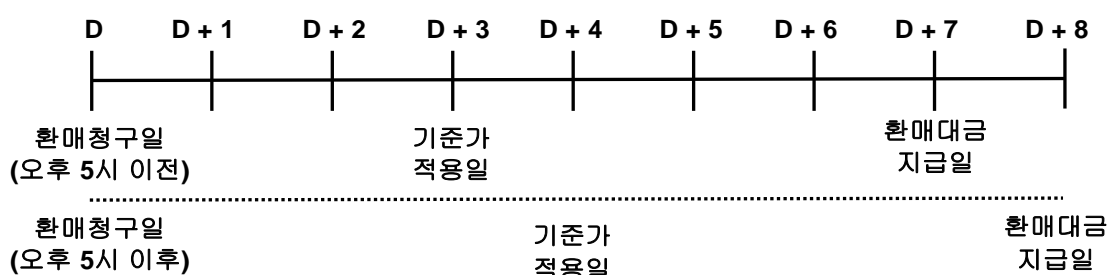 D D + 1 D + 2 D + 3 D + 4 D + 5 D + 6 D + 7 D + 8
환매청구일
(오후 5시 이전)
기준가
적용일
환매대금
지급일
환매청구일
(오후 5시 이후)
기준가
적용일
환매대금
지급일